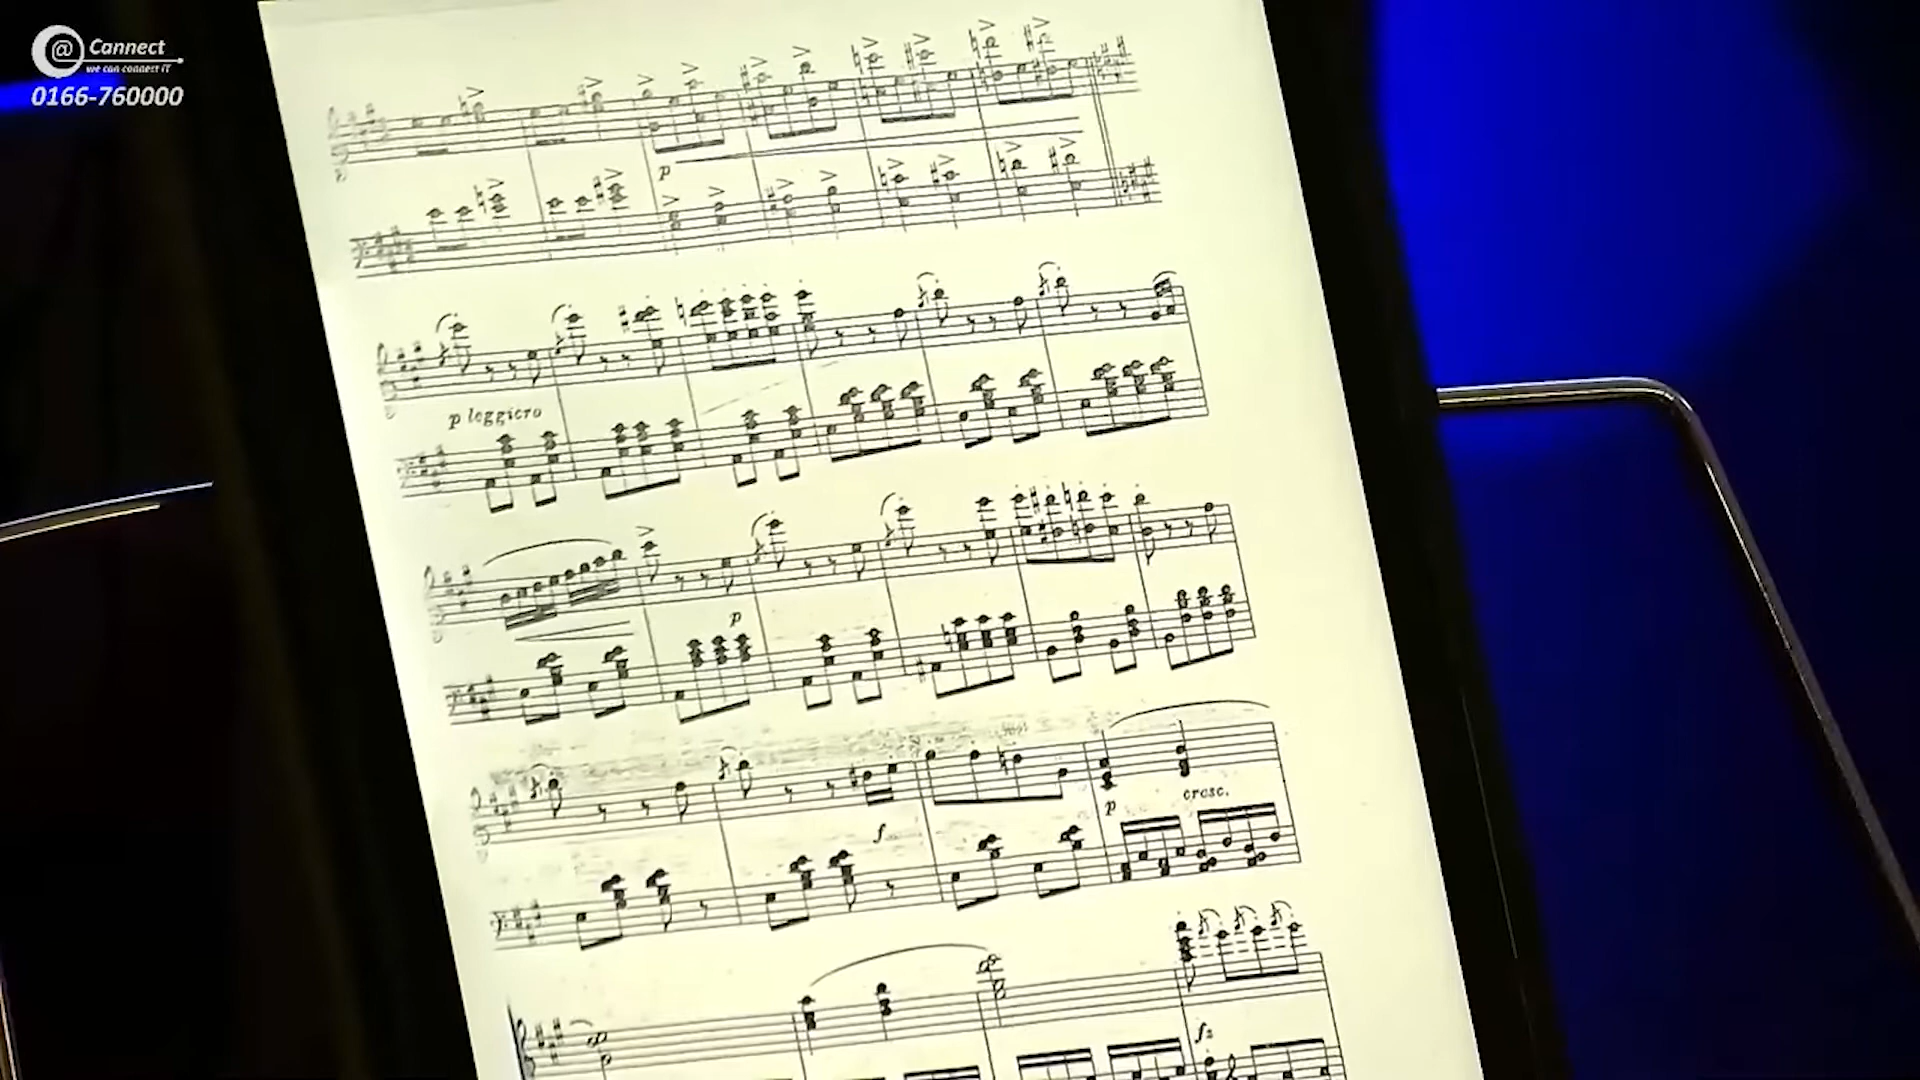 @ Cannect
we can connect IT
0166-760000
p
p leggiero
p
f
p cresc.
fz